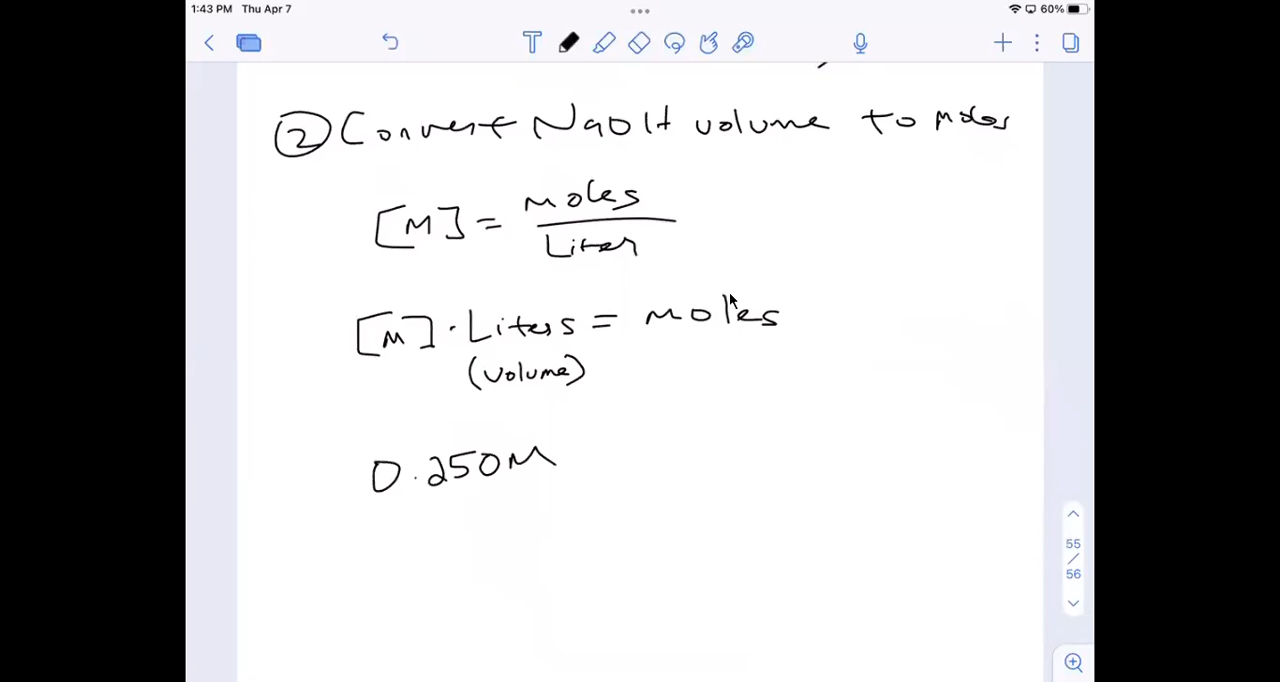 1:43 PM Thu Apr 7
60%
② Convert NaOH volume to moles
[M] = moles
Liter
[M] · Liters = moles
(volume)
0.250M
55
56